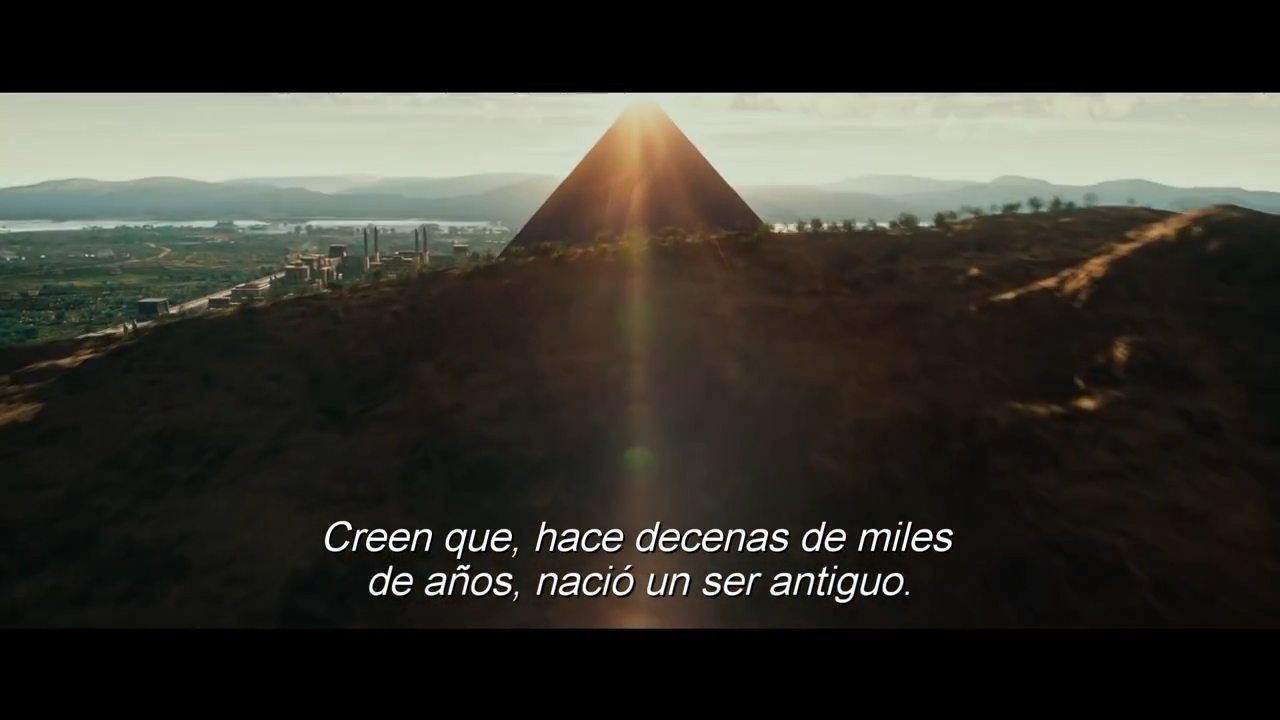 Creen que, hace decenas de miles
de años, nació un ser antiguo.